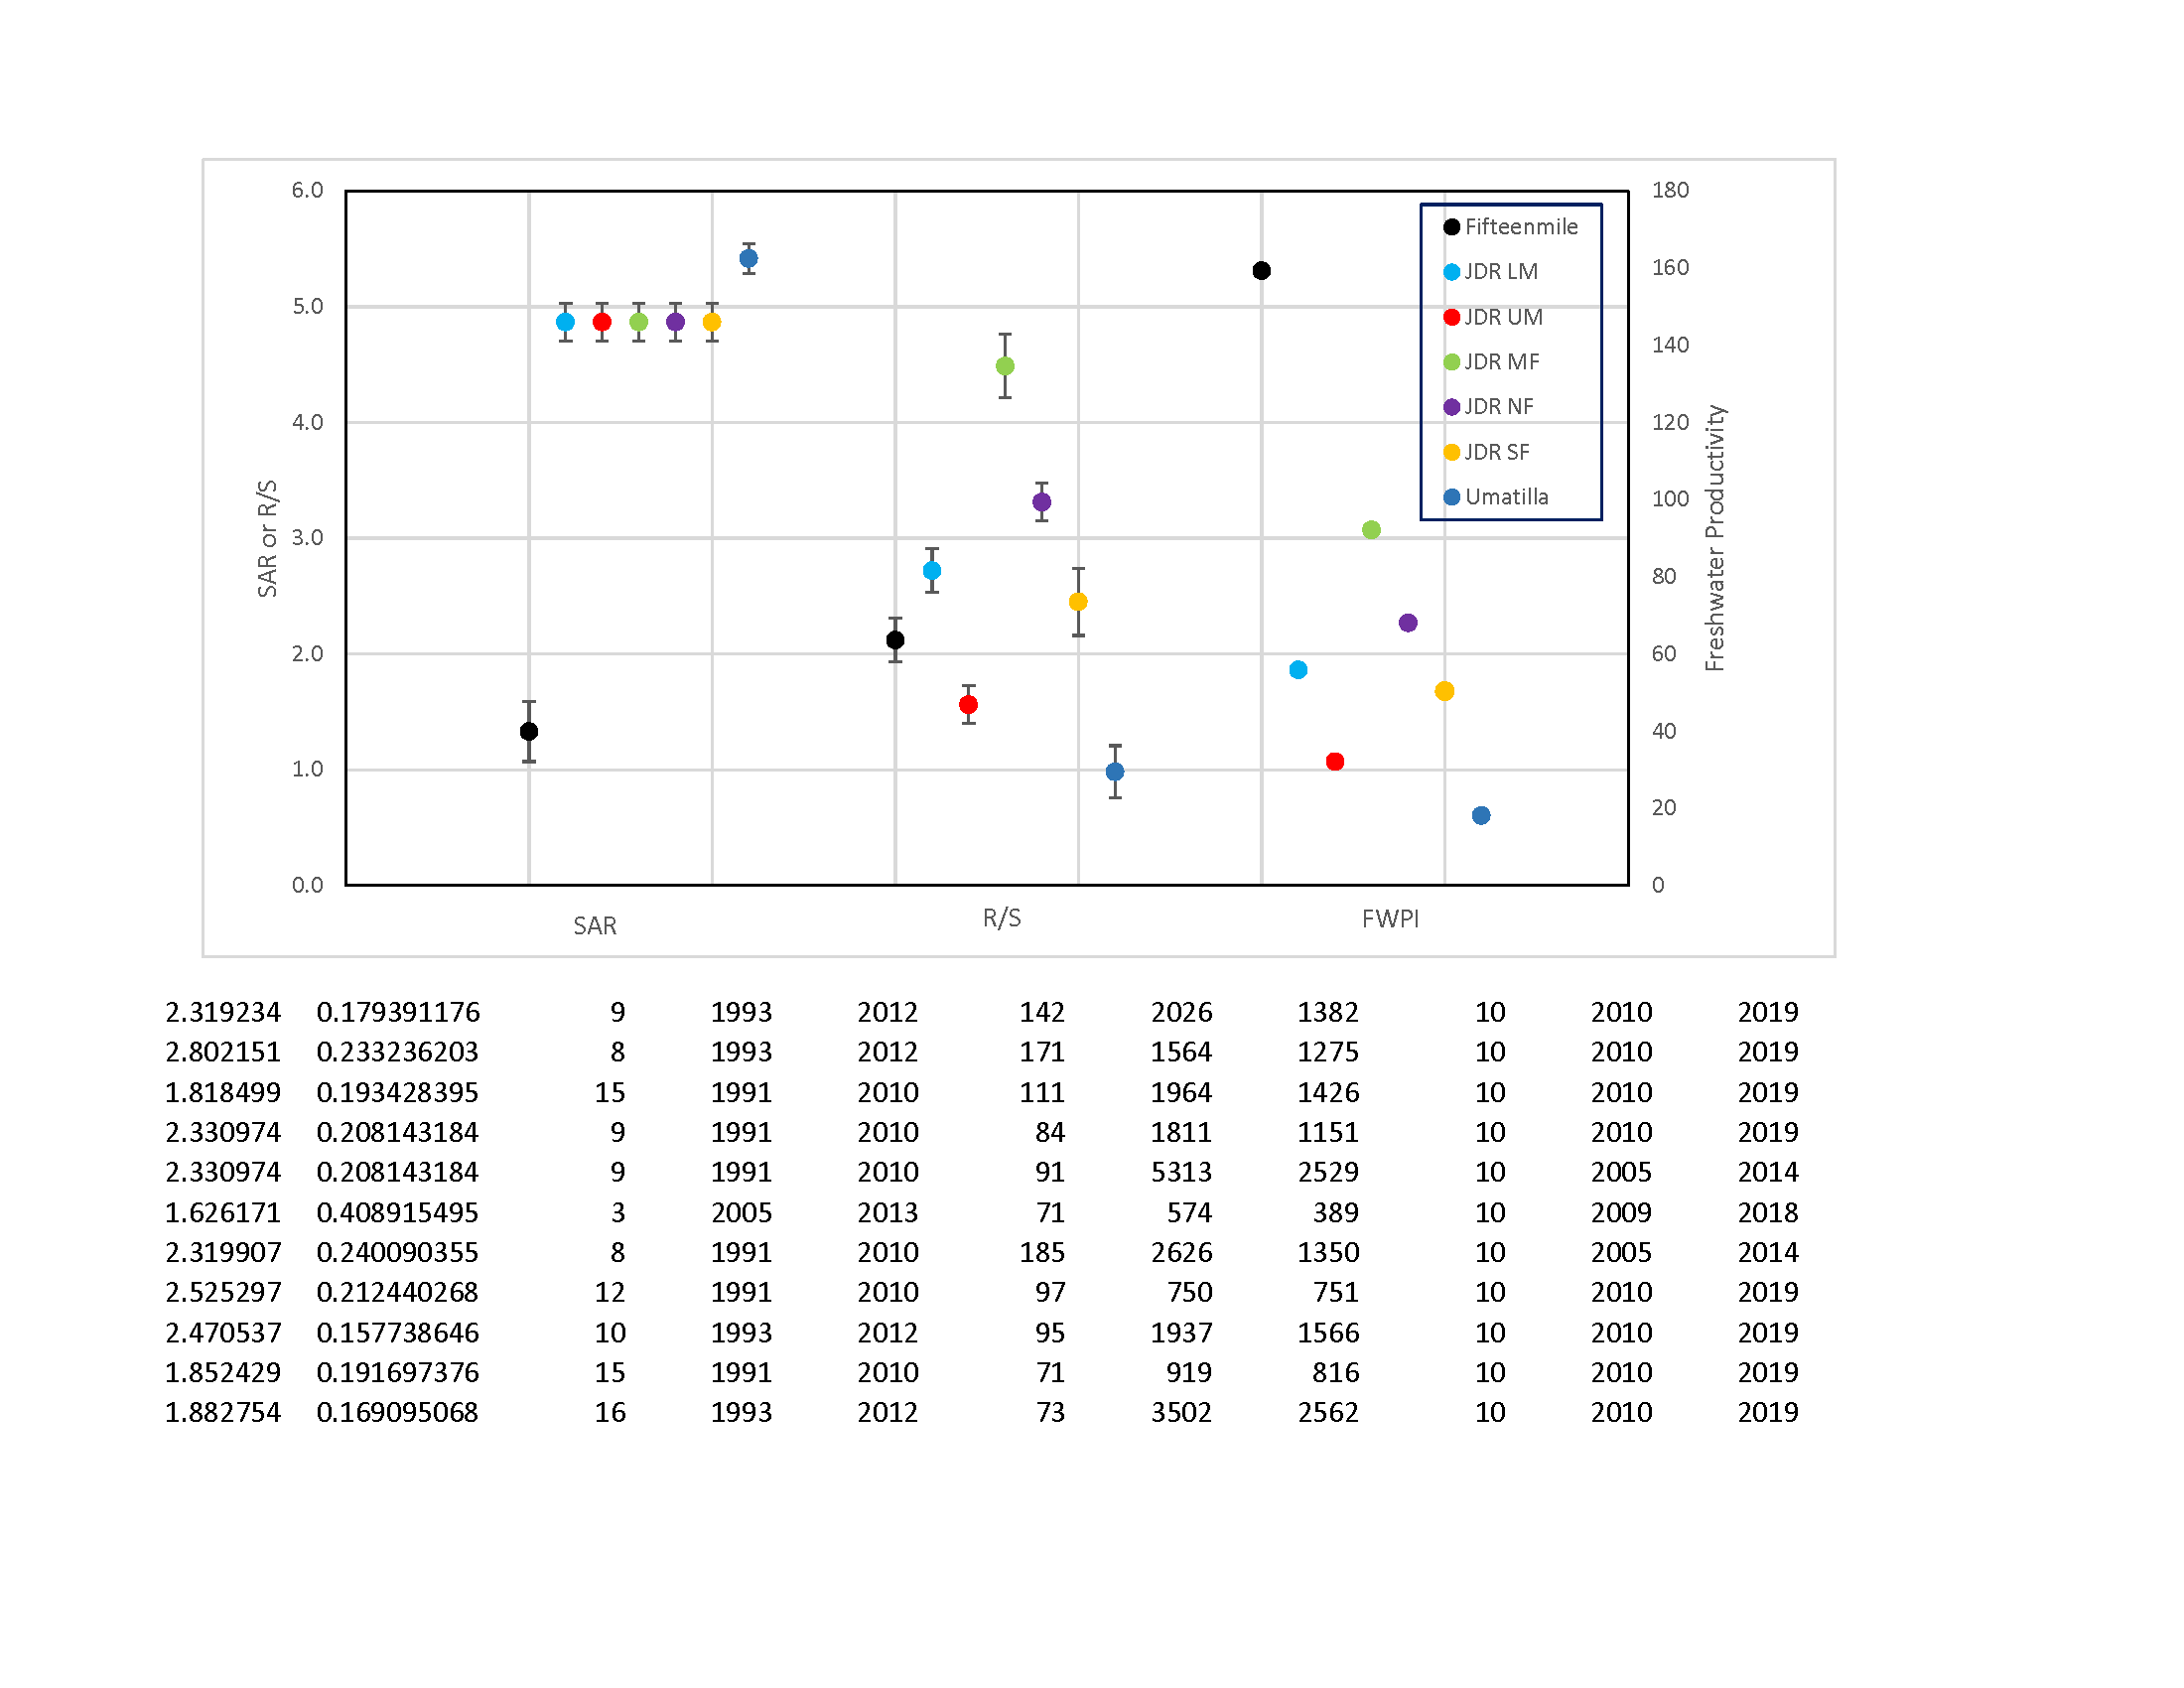 6.0
5.0
4.0
3.0
2.0
1.0
0.0
SAR or R/S
180
160
140
120
100
80
60
40
20
0
Freshwater Productivity
Fifteenmile
JDR LM
JDR UM
JDR MF
JDR NF
JDR SF
Umatilla
SAR R/S FWPI
2.319234 0.179391176 9 1993 2012 142 2026 1382 10 2010 2019
2.802151 0.233236203 8 1993 2012 171 1564 1275 10 2010 2019
1.818499 0.193428395 15 1991 2010 111 1964 1426 10 2010 2019
2.330974 0.208143184 9 1991 2010 84 1811 1151 10 2010 2019
2.330974 0.208143184 9 1991 2010 91 5313 2529 10 2005 2014
1.626171 0.408915495 3 2005 2013 71 574 389 10 2009 2018
2.319907 0.240090355 8 1991 2010 185 2626 1350 10 2005 2014
2.525297 0.212440268 12 1991 2010 97 750 751 10 2010 2019
2.470537 0.157738646 10 1993 2012 95 1937 1566 10 2010 2019
1.852429 0.191697376 15 1991 2010 71 919 816 10 2010 2019
1.882754 0.169095068 16 1993 2012 73 3502 2562 10 2010 2019